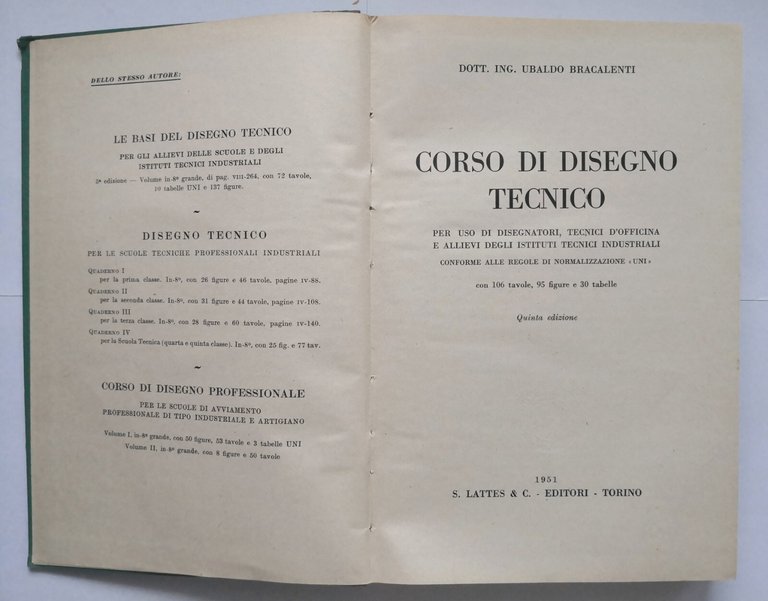 DELLO STESSO AUTORE:
LE BASI DEL DISEGNO TECNICO
PER GLI ALLIEVI DELLE SCUOLE E DEGLI
ISTITUTI TECNICI INDUSTRIALI
3ª edizione — Volume in-8º grande, di pag. VIII-264, con 72 tavole,
10 tabelle UNI e 137 figure.
~
DISEGNO TECNICO
PER LE SCUOLE TECNICHE PROFESSIONALI INDUSTRIALI
QUADERNO I
per la prima classe. In-8º, con 26 figure e 46 tavole, pagine IV-88.
QUADERNO II
per la seconda classe. In-8º, con 31 figure e 44 tavole, pagine IV-108.
QUADERNO III
per la terza classe. In-8º, con 28 figure e 60 tavole, pagine IV-140.
QUADERNO IV
per la Scuola Tecnica (quarta e quinta classe). In-8º, con 25 fig. e 77 tav.
~
CORSO DI DISEGNO PROFESSIONALE
PER LE SCUOLE DI AVVIAMENTO
PROFESSIONALE DI TIPO INDUSTRIALE E ARTIGIANO
Volume I, in-8º grande, con 50 figure, 53 tavole e 3 tabelle UNI
Volume II, in-8º grande, con 8 figure e 50 tavole
DOTT. ING. UBALDO BRACALENTI
CORSO DI DISEGNO
TECNICO
PER USO DI DISEGNATORI, TECNICI D'OFFICINA
E ALLIEVI DEGLI ISTITUTI TECNICI INDUSTRIALI
CONFORME ALLE REGOLE DI NORMALIZZAZIONE «UNI»
con 106 tavole, 95 figure e 30 tabelle
Quinta edizione
1951
S. LATTES & C. - EDITORI - TORINO